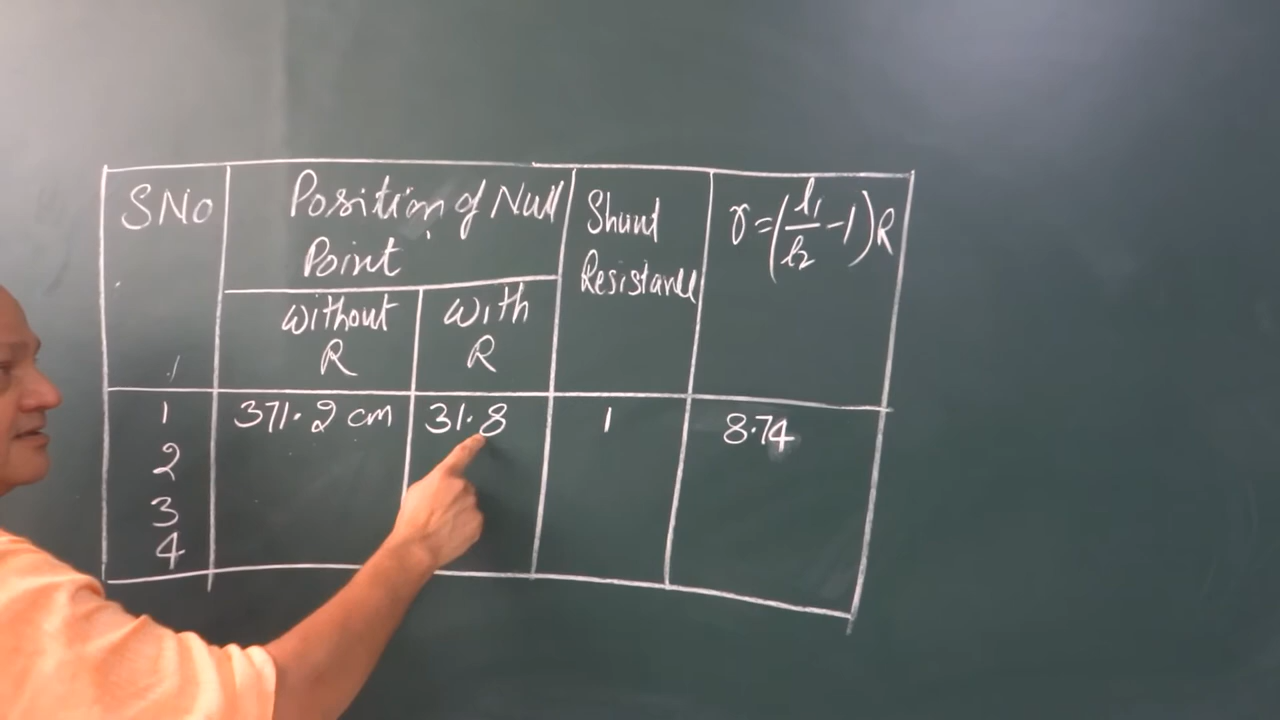 SNo
Position of Null
Point
Without
R
With
R
Shunt
Resistance
r=(l₁/l₂-1)R
1 371.2 cm 31.8 1 8.74
2
3
4